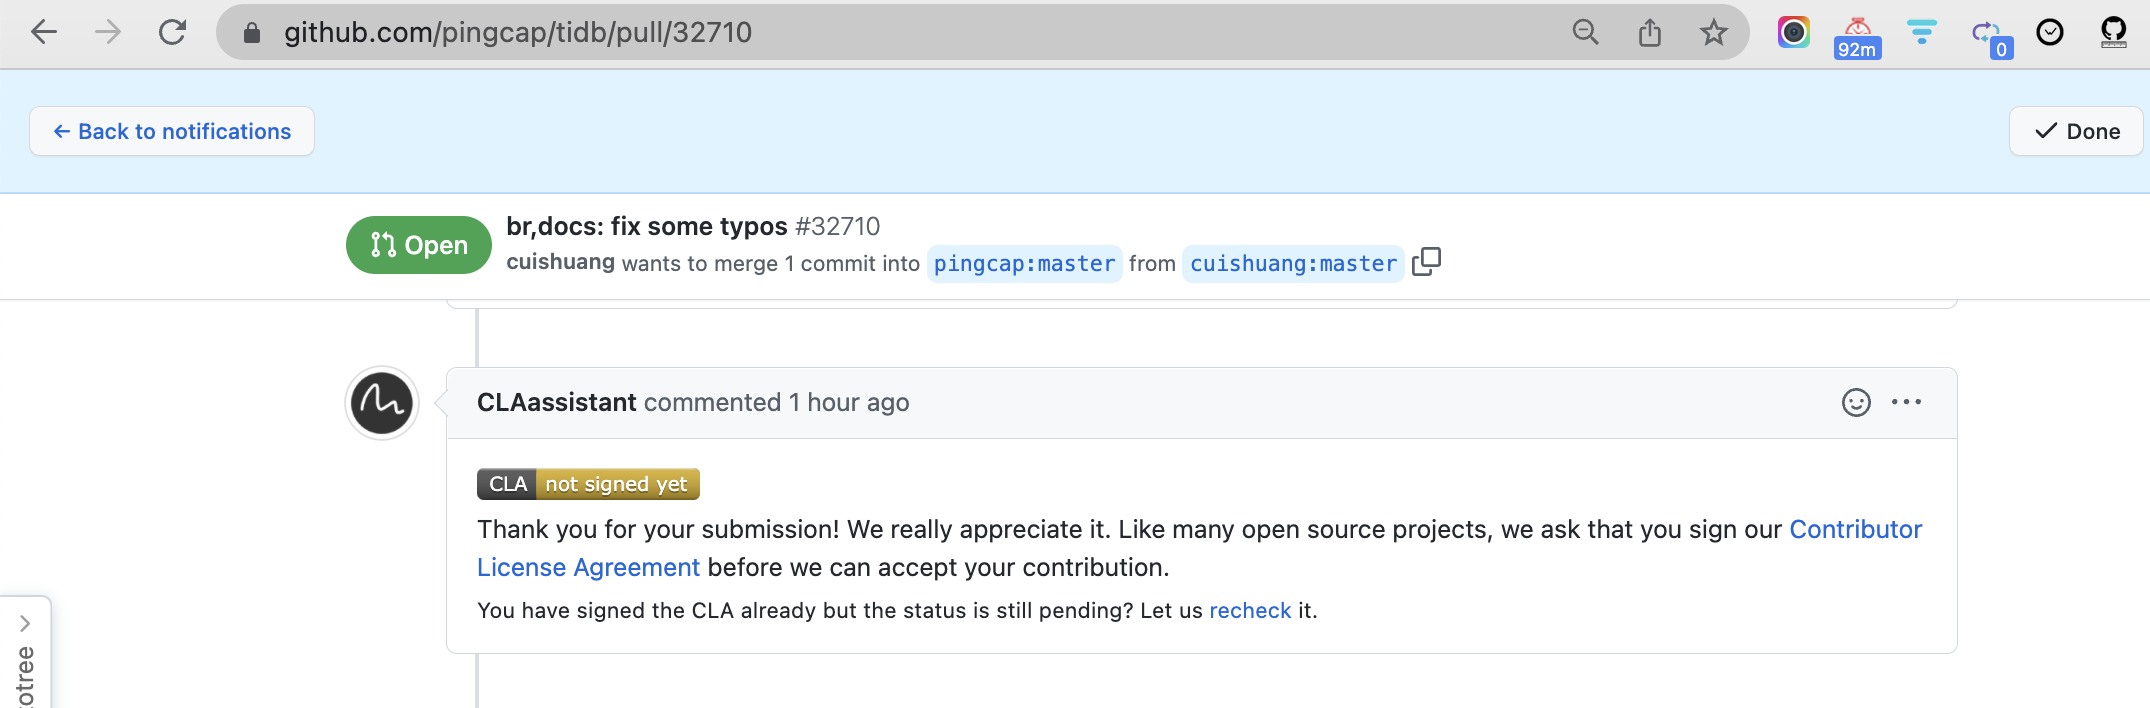 github.com/pingcap/tidb/pull/32710
92m
0
← Back to notifications
Done
Open
br,docs: fix some typos #32710
cuishuang wants to merge 1 commit into pingcap:master from cuishuang:master
CLAassistant commented 1 hour ago
CLA not signed yet
Thank you for your submission! We really appreciate it. Like many open source projects, we ask that you sign our Contributor
License Agreement before we can accept your contribution.
You have signed the CLA already but the status is still pending? Let us recheck it.
otree